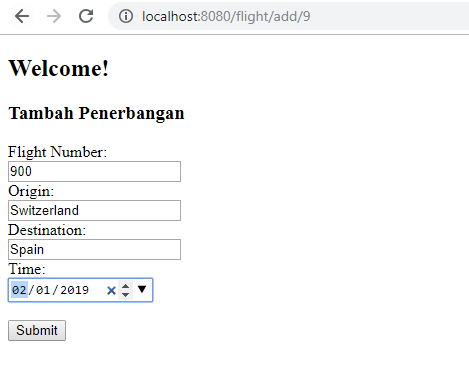 localhost:8080/flight/add/9
Welcome!
Tambah Penerbangan
Flight Number:
900
Origin:
Switzerland
Destination:
Spain
Time:
02/01/2019
Submit